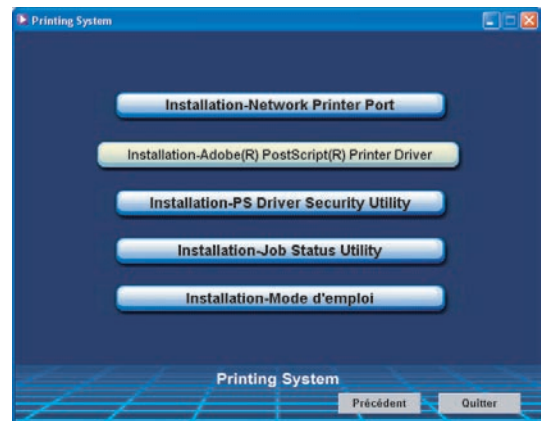 Printing System
Installation-Network Printer Port
Installation-Adobe(R) PostScript(R) Printer Driver
Installation-PS Driver Security Utility
Installation-Job Status Utility
Installation-Mode d'emploi
Printing System
Précédent Quitter